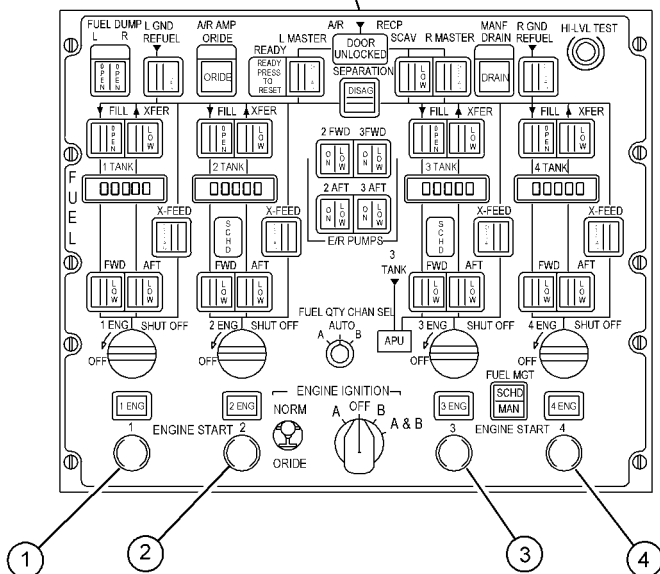 FUEL DUMP
L R
L GND
REFUEL
A/R AMP
ORIDE
L MASTER
A/R RECP
SCAV R MASTER
MANF
DRAIN
R GND
REFUEL
HI-LVL TEST
OPEN OPEN
ORIDE
READY
READY
PRESS
TO
RESET
DOOR
UNLOCKED
LOW
DRAIN
SEPARATION
DISAG
FILL XFER
FILL XFER
FILL XFER
FILL XFER
OPEN LOW
OPEN LOW
OPEN LOW
OPEN LOW
2 FWD 3FWD
ON LOW ON LOW
1 TANK
2 TANK
3 TANK
4 TANK
00000
00000
00000
00000
FUEL
2 AFT 3 AFT
ON LOW ON LOW
E/R PUMPS
X-FEED
X-FEED
X-FEED
X-FEED
SCHD
SCHD
3
TANK
FWD AFT
FWD AFT
FWD AFT
FWD AFT
LOW LOW
LOW LOW
LOW LOW
LOW LOW
FUEL QTY CHAN SEL
AUTO
A B
1 ENG SHUT OFF
2 ENG SHUT OFF
3 ENG SHUT OFF
4 ENG SHUT OFF
OFF
OFF
OFF
OFF
APU
FUEL MGT
SCHD
MAN
1 ENG
2 ENG
3 ENG
4 ENG
ENGINE IGNITION
NORM
ORIDE
A OFF B
A & B
1 ENGINE START 2
3 ENGINE START 4
1
2
3
4